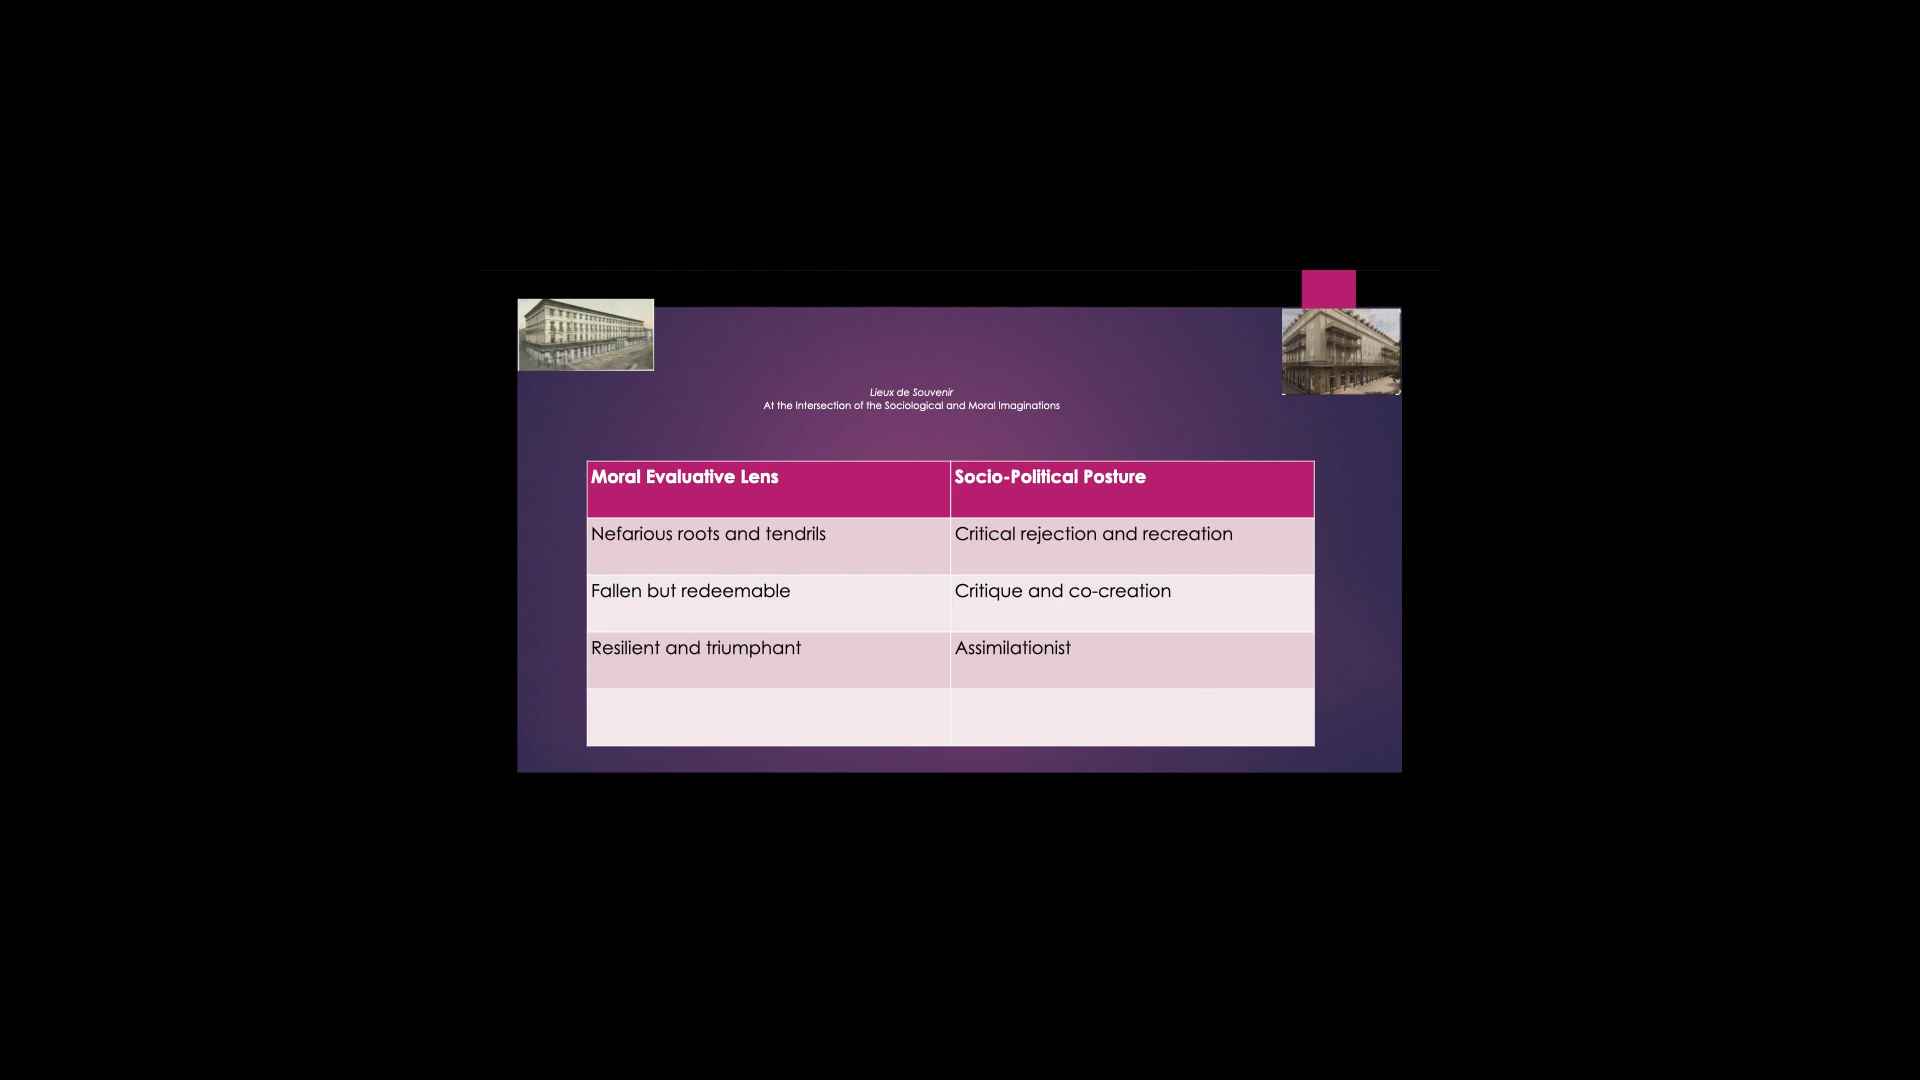 Lieux de Souvenir
At the Intersection of the Sociological and Moral Imaginations
Moral Evaluative Lens
Socio-Political Posture
Nefarious roots and tendrils
Critical rejection and recreation
Fallen but redeemable
Critique and co-creation
Resilient and triumphant
Assimilationist